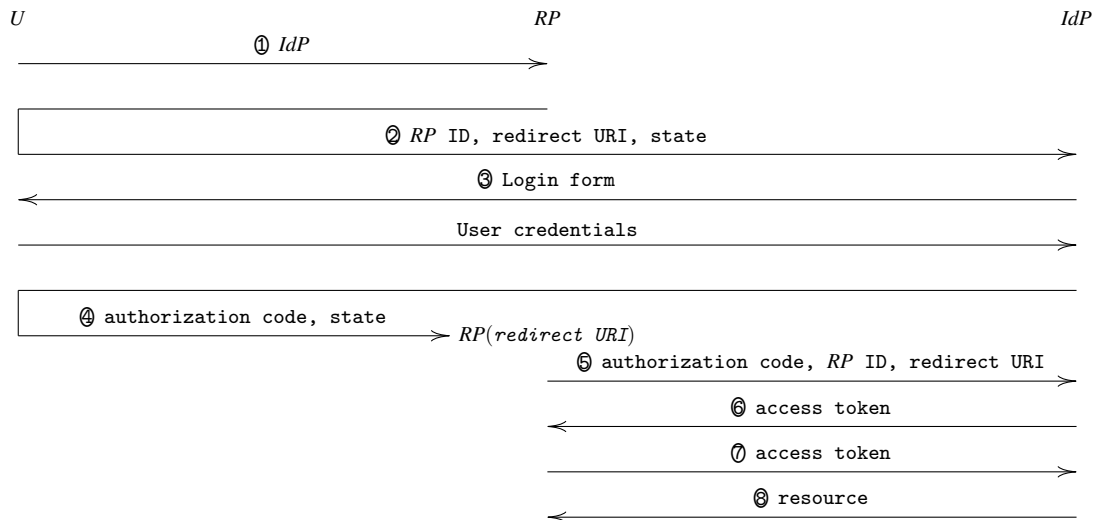 U RP IdP
① IdP
② RP ID, redirect URI, state
③ Login form
User credentials
④ authorization code, state
RP(redirect URI)
⑤ authorization code, RP ID, redirect URI
⑥ access token
⑦ access token
⑧ resource